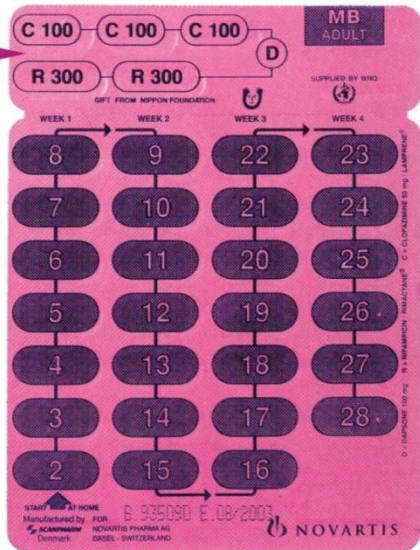 C 100 C 100 C 100
MB
ADULT
D
R 300 R 300
GIFT FROM NIPPON FOUNDATION
SUPPLIED BY WHO
WEEK 1 WEEK 2 WEEK 3 WEEK 4
8 9 22 23
7 10 21 24
6 11 20 25
5 12 19 26
4 13 18 27
3 14 17 28
2 15 16
START AT HOME
B.93509D E.08/2003
Manufactured by FOR
SCANPHARM NOVARTIS PHARMA AG
Denmark BASEL - SWITZERLAND
NOVARTIS
D = DAPSONE 100 mg R = RIFAMPICIN RIMACTANE® C = CLOFAZIMINE 50 mg LAMPRENE®